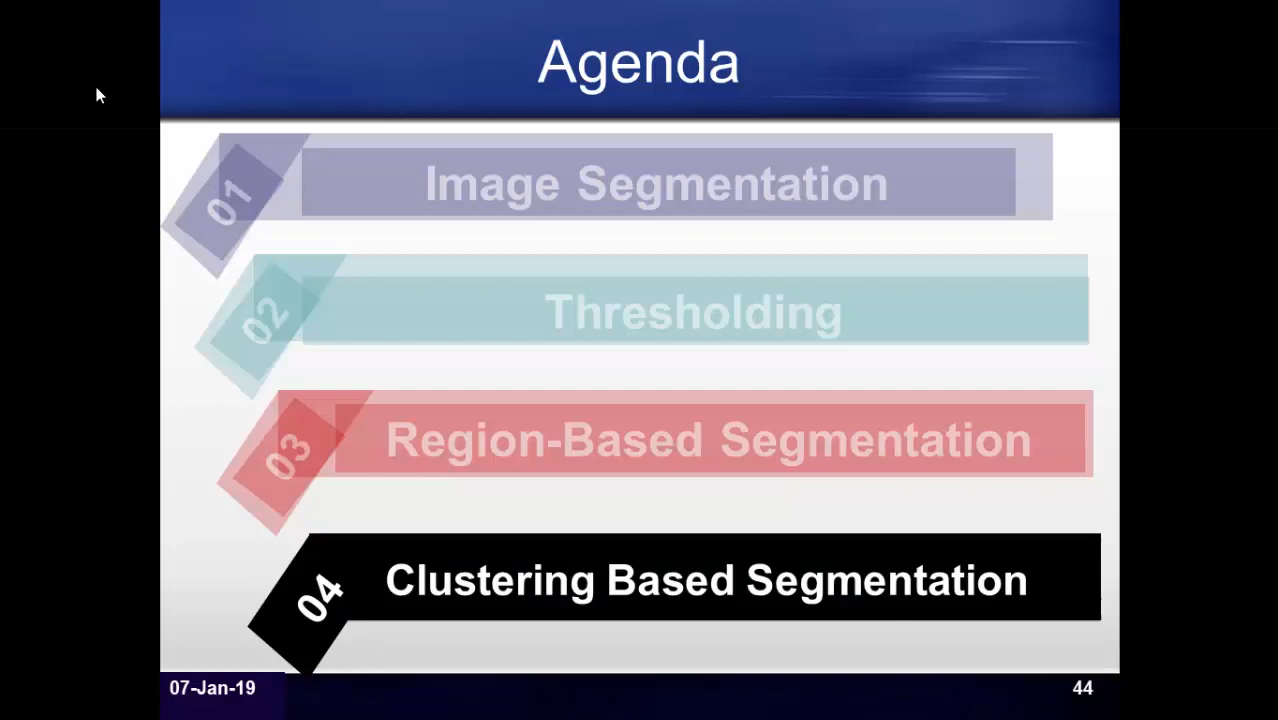 Agenda
01
Image Segmentation
02
Thresholding
03
Region-Based Segmentation
04
Clustering Based Segmentation
07-Jan-19
44